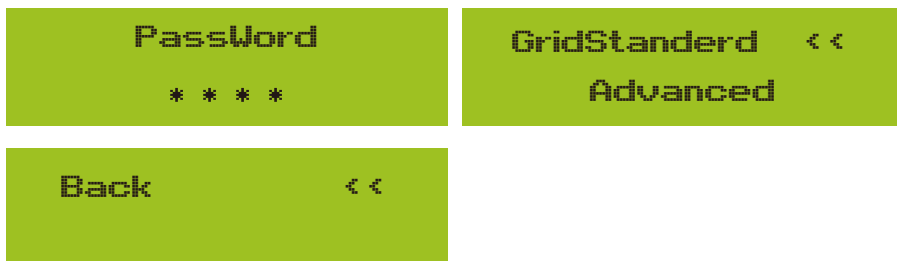 PassWord
* * * *
GridStanderd <<
Advanced
Back <<